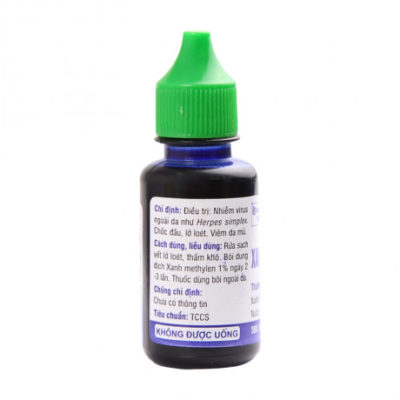 Chỉ định: Điều trị: Nhiễm virus
ngoài da như Herpes simplex.
Chốc đầu, lở loét. Viêm da mủ.
Cách dùng, liều dùng: Rửa sạch
vết lở loét, thấm khô. Bôi dung
dịch Xanh methylen 1% ngày 2
-3 lần. Thuốc dùng bôi ngoài da.
Chống chỉ định:
Chưa có thông tin
Tiêu chuẩn: TCCS
KHÔNG ĐƯỢC UỐNG